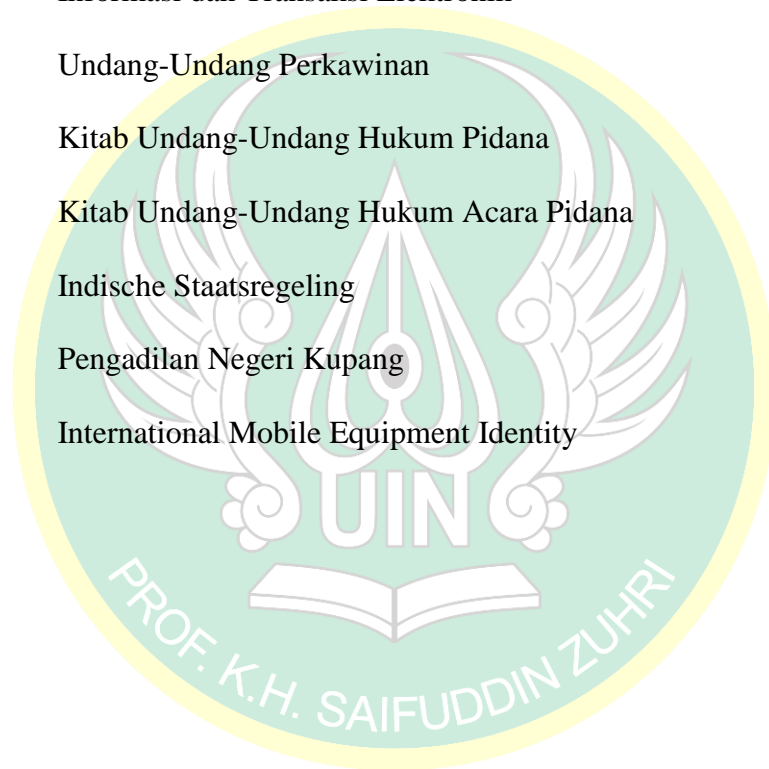 Undang-Undang Perkawinan
Kitab Undang-Undang Hukum Pidana
Kitab Undang-Undang Hukum Acara Pidana
Indische Staatsregeling
Pengadilan Negeri Kupang
International Mobile Equipment Identity
UIN
PROF. K.H. SAIFUDDIN ZUHRI